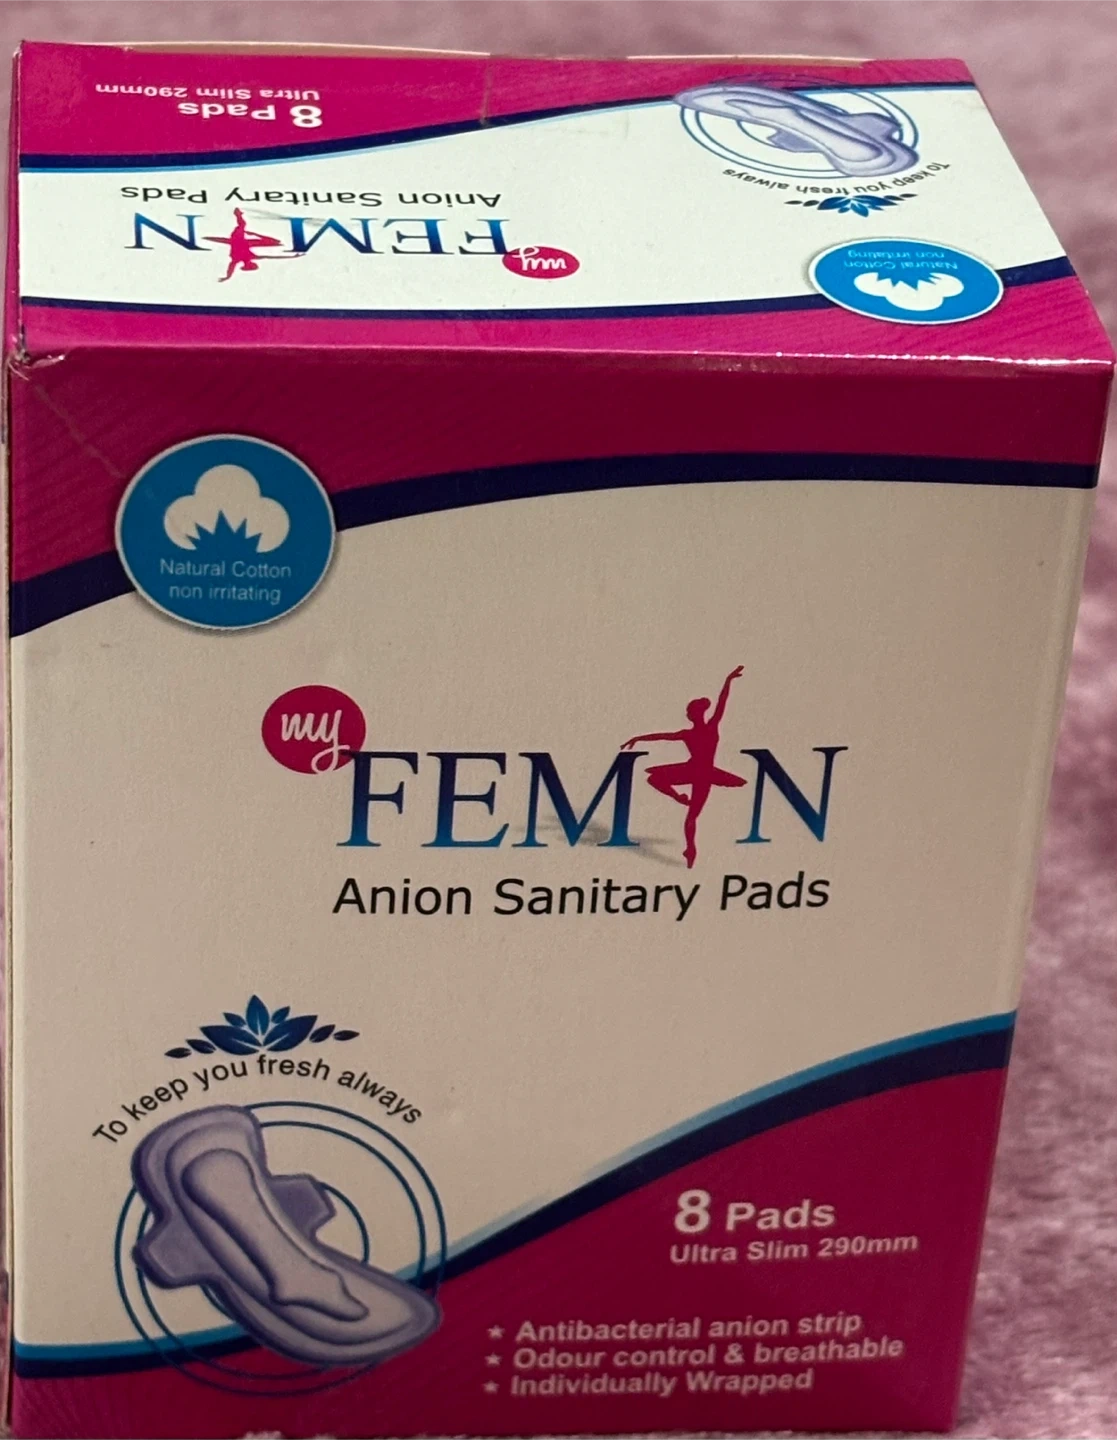 8 Pads
Ultra Slim 290mm
To keep you fresh always
Anion Sanitary Pads
my FEMIN
Natural Cotton
non irritating
Natural Cotton
non irritating
my
FEMIN
Anion Sanitary Pads
To keep you fresh always
8 Pads
Ultra Slim 290mm
★ Antibacterial anion strip
★ Odour control & breathable
★ Individually Wrapped